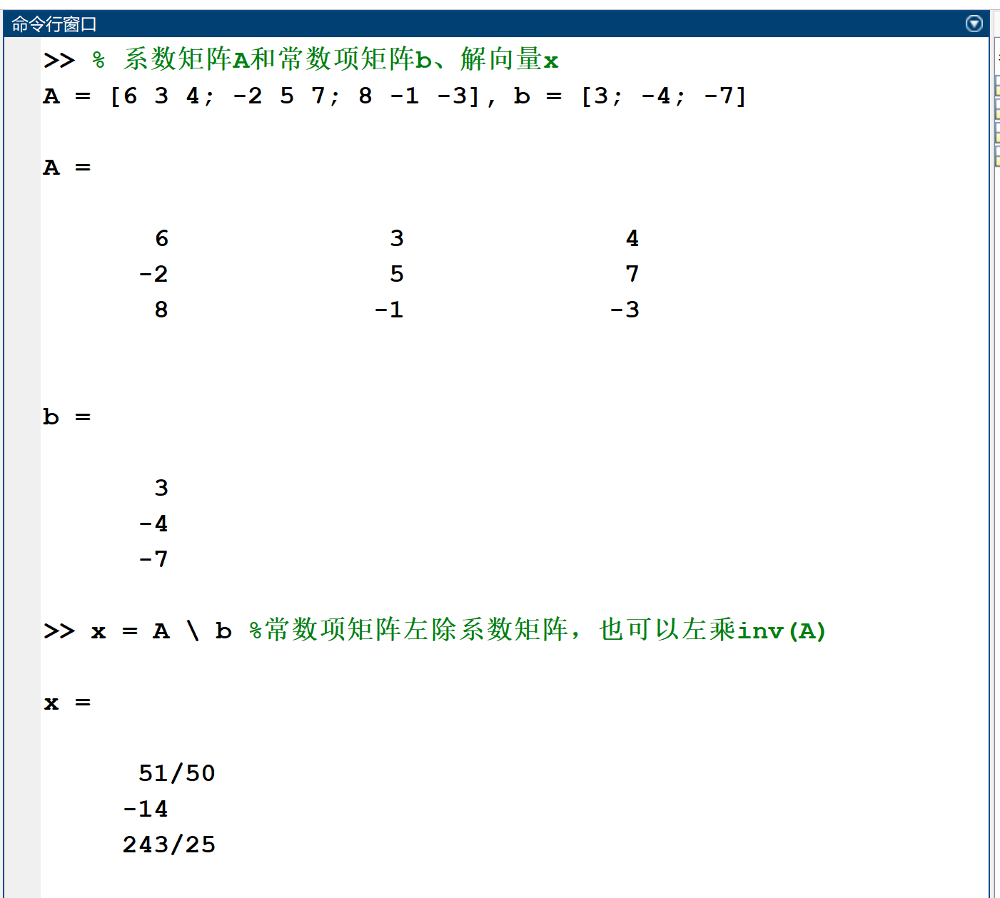 命令行窗口
>> % 系数矩阵A和常数项矩阵b、解向量x
A = [6 3 4; -2 5 7; 8 -1 -3], b = [3; -4; -7]
A =
6 3 4
-2 5 7
8 -1 -3
b =
3
-4
-7
>> x = A \ b %常数项矩阵左除系数矩阵，也可以左乘inv(A)
x =
51/50
-14
243/25